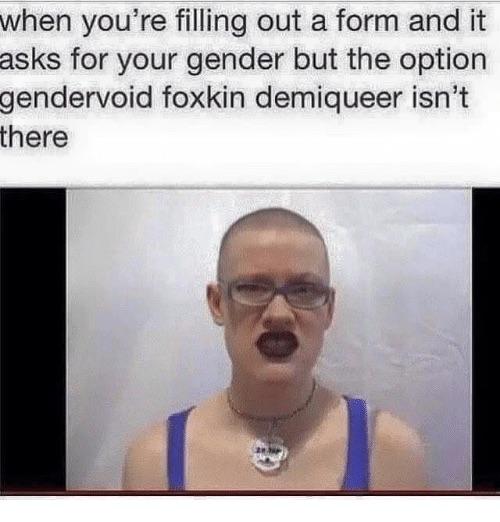 when you're filling out a form and it
asks for your gender but the option
gendervoid foxkin demiqueer isn't
there